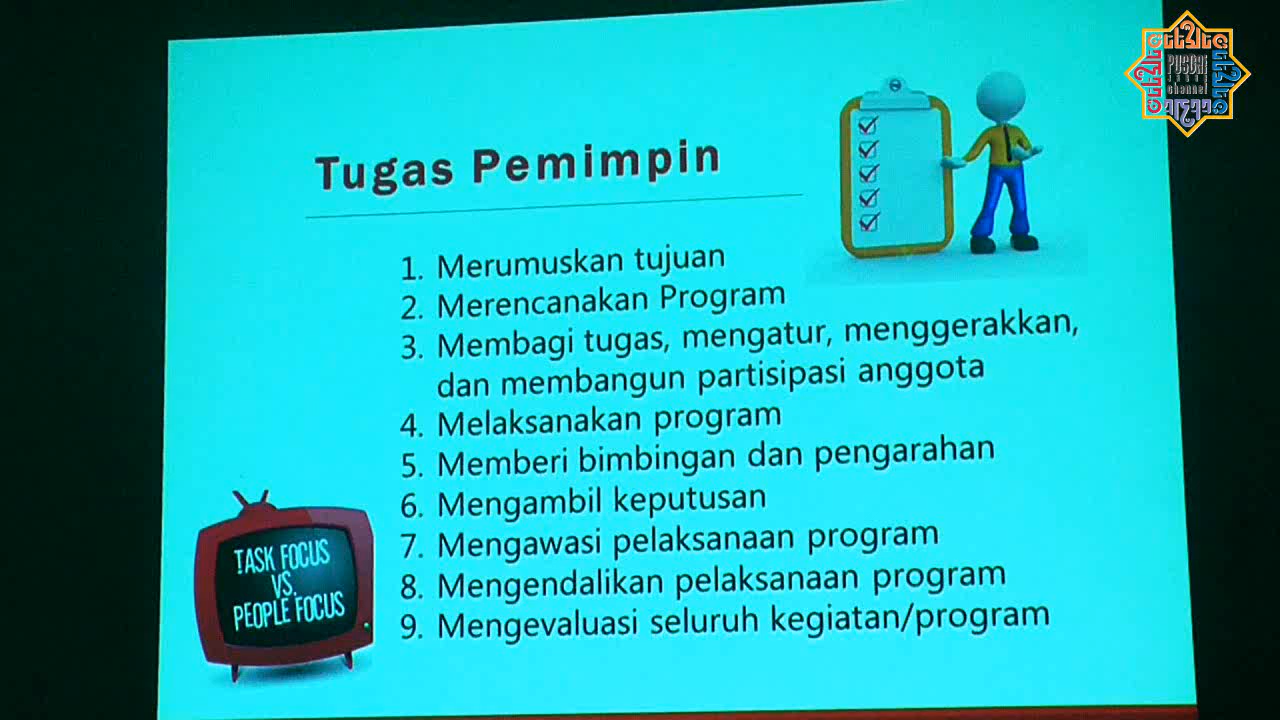 PUSDAI
channel
Tugas Pemimpin
1. Merumuskan tujuan
2. Merencanakan Program
3. Membagi tugas, mengatur, menggerakkan,
dan membangun partisipasi anggota
4. Melaksanakan program
5. Memberi bimbingan dan pengarahan
6. Mengambil keputusan
7. Mengawasi pelaksanaan program
8. Mengendalikan pelaksanaan program
9. Mengevaluasi seluruh kegiatan/program
TASK FOCUS
VS.
PEOPLE FOCUS